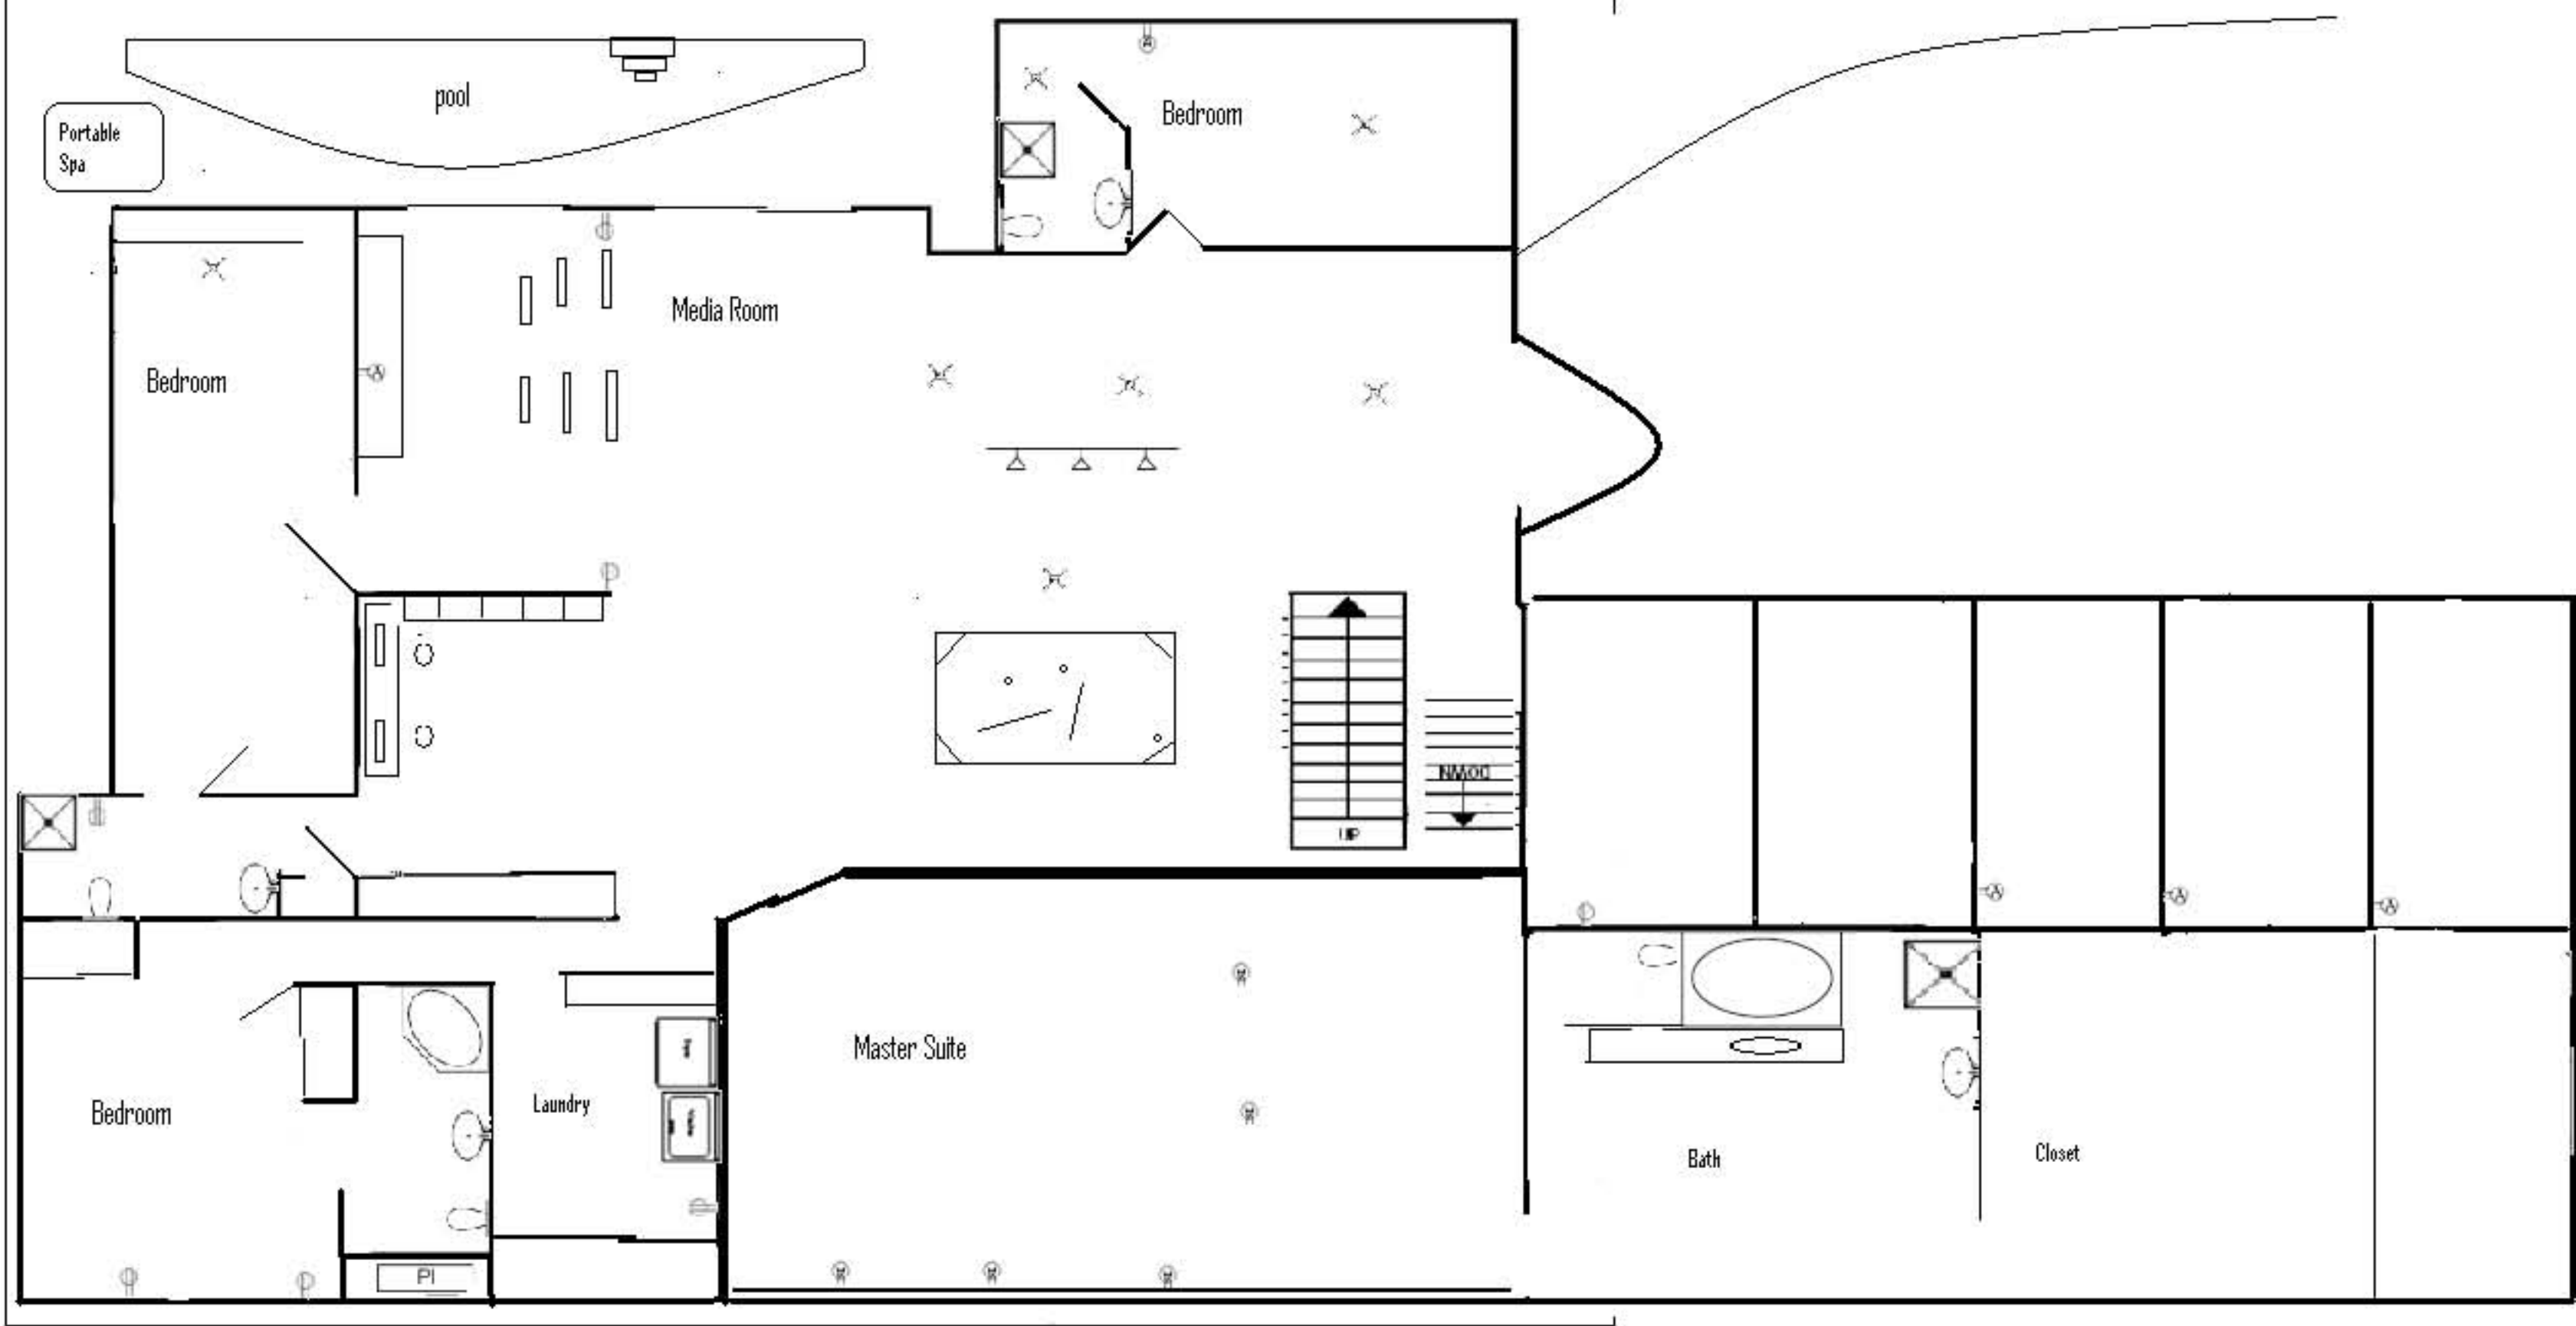 pool
Portable
Spa
Bedroom
Media Room
Bedroom
DOWN
UP
Master Suite
Laundry
Bedroom
Bath
Closet
PI